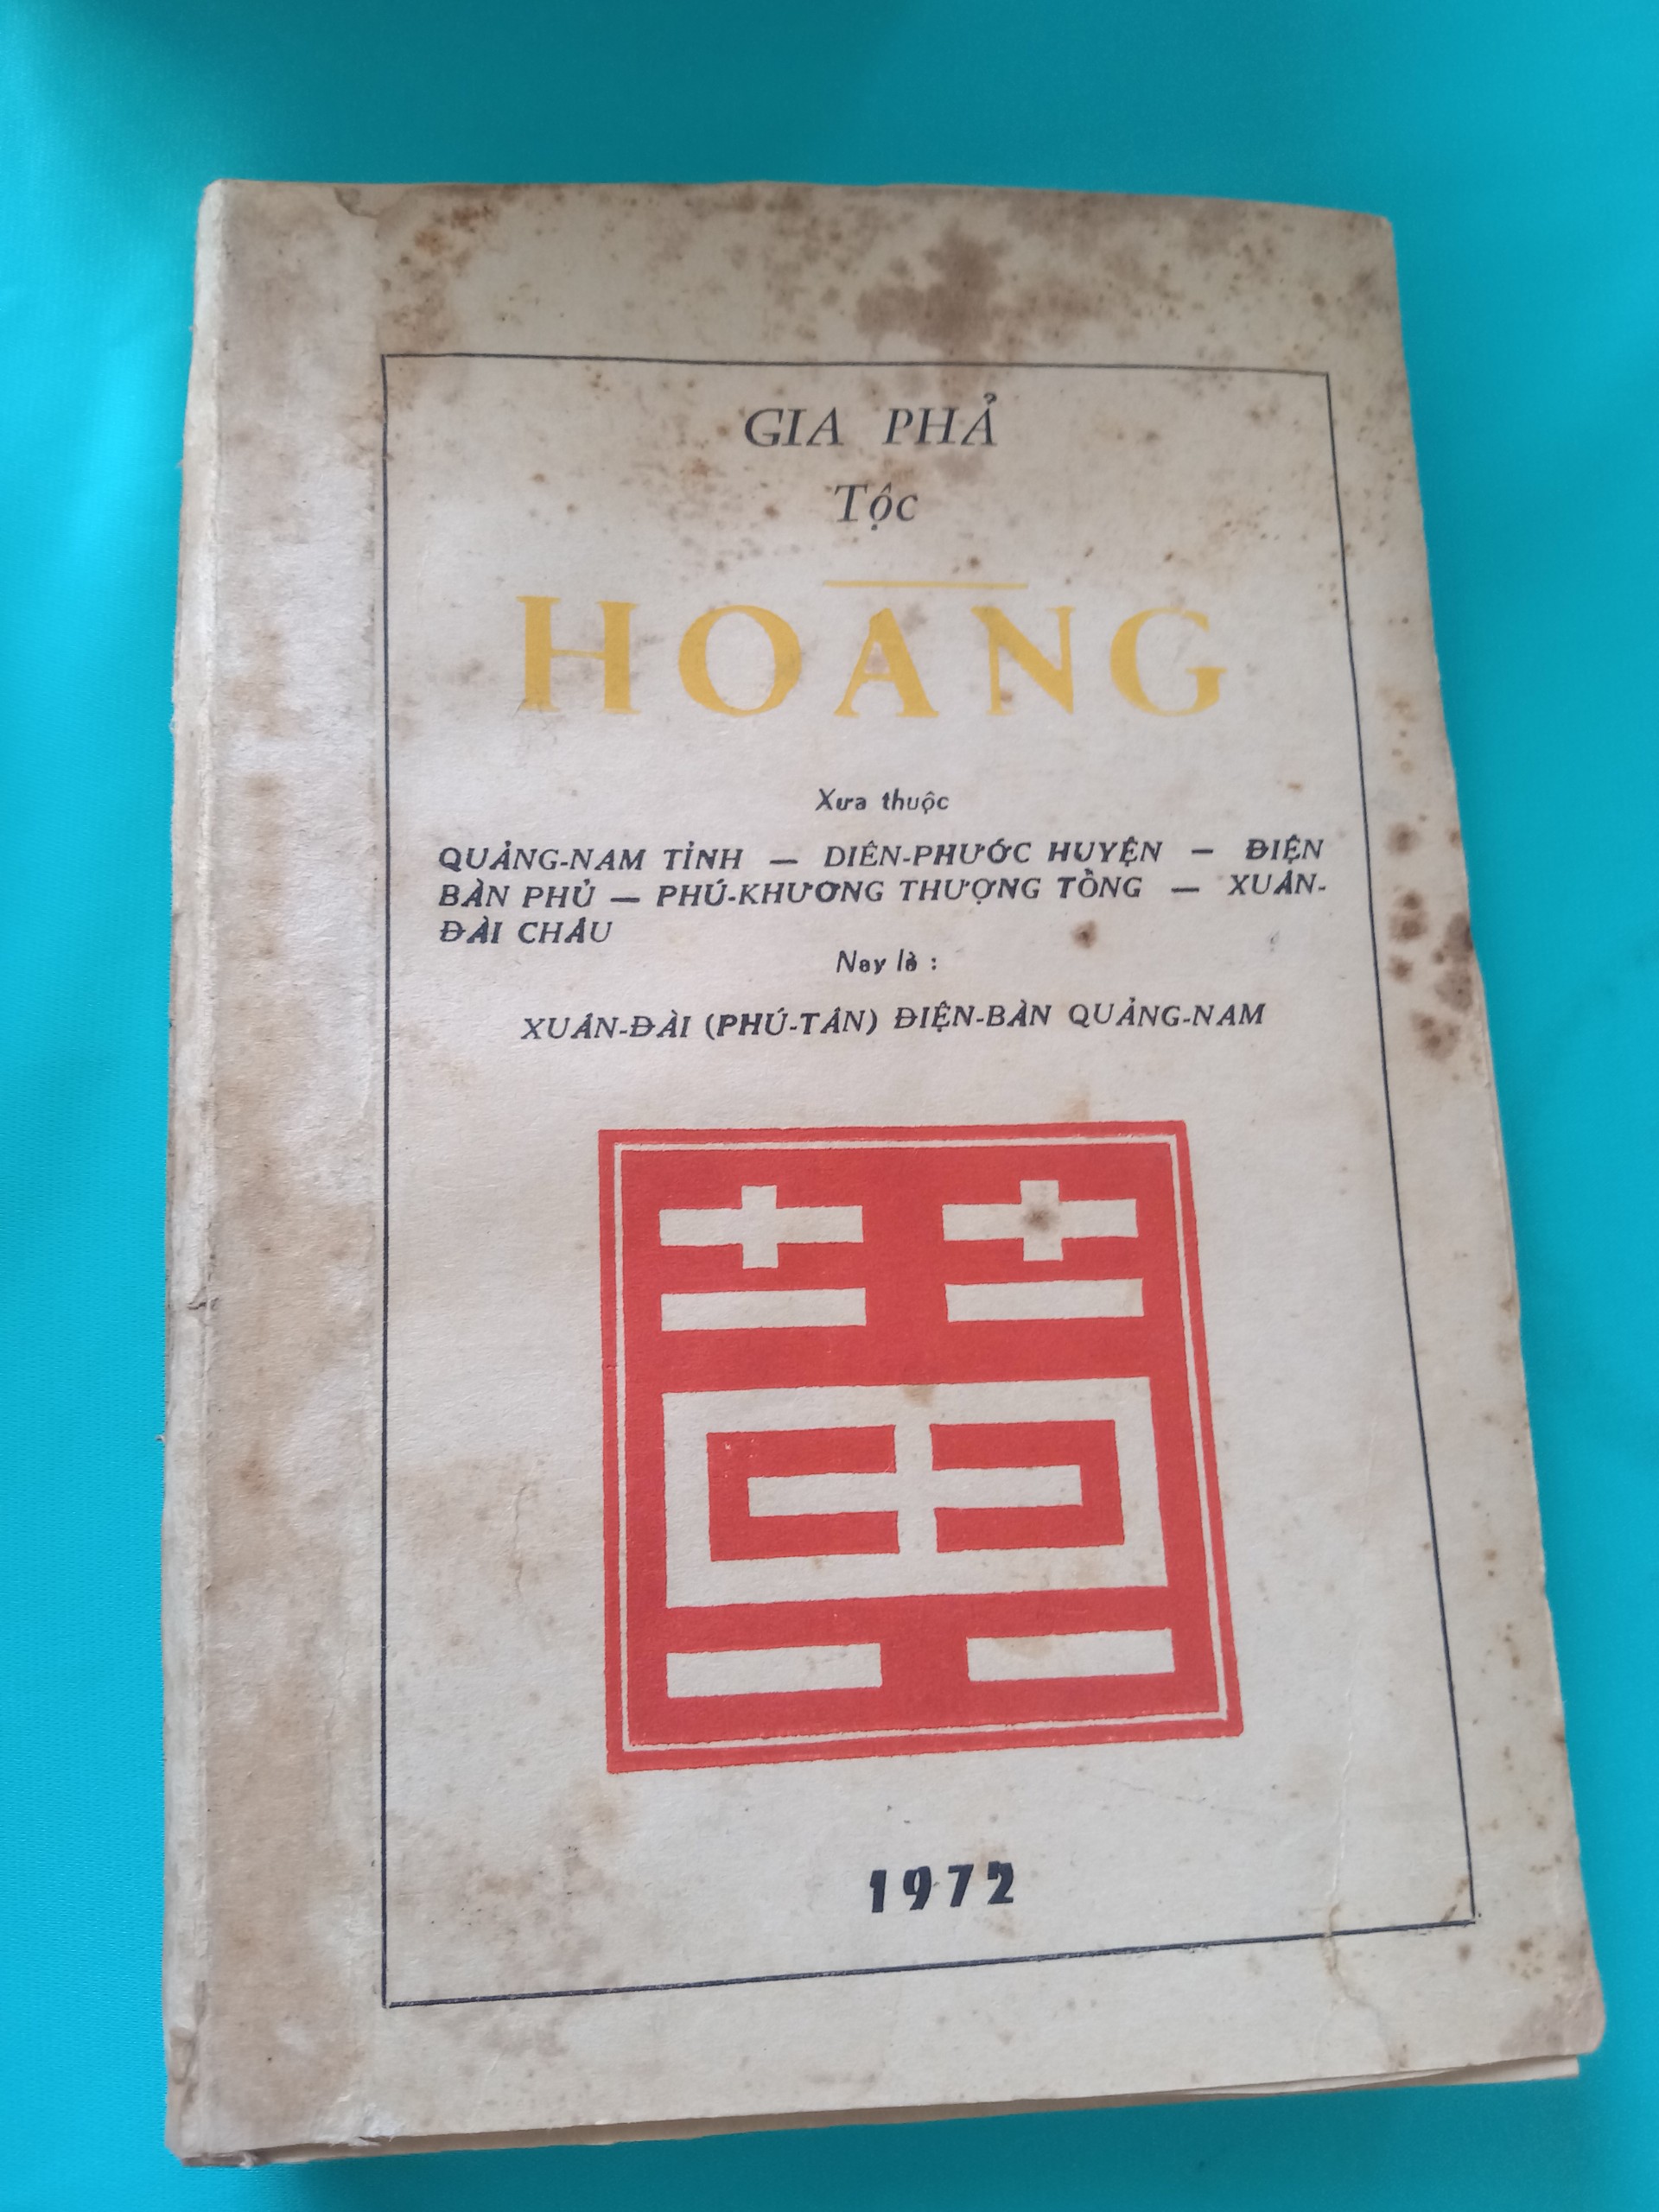 GIA PHẢ
Tộc
HOÀNG
Xưa thuộc
QUẢNG-NAM TỈNH — DIÊN-PHƯỚC HUYỆN — ĐIỆN
BÀN PHỦ — PHÚ-KHƯƠNG THƯỢNG TỔNG — XUÂN-
ĐÀI CHÂU
Nay là :
XUÂN-ĐÀI (PHÚ-TÂN) ĐIỆN-BÀN QUẢNG-NAM
黃
1972